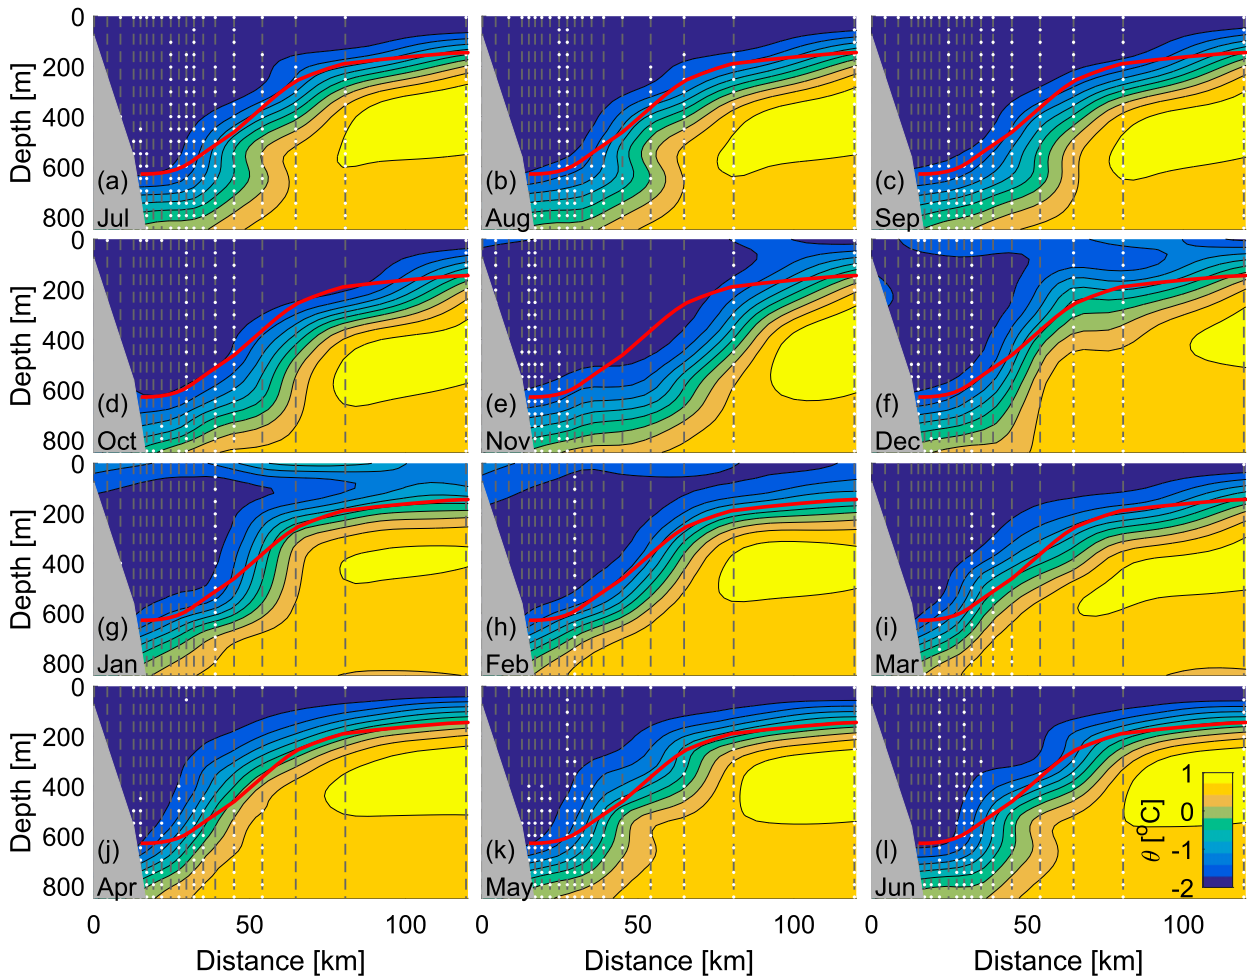 0
200
400
600
800
Depth [m]
(a)
Jul
(b)
Aug
(c)
Sep
0
200
400
600
800
Depth [m]
(d)
Oct
(e)
Nov
(f)
Dec
0
200
400
600
800
Depth [m]
(g)
Jan
(h)
Feb
(i)
Mar
0
200
400
600
800
Depth [m]
(j)
Apr
(k)
May
(l)
Jun
1
0
-1
-2
θ [°C]
0 50 100
0 50 100
0 50 100
Distance [km]
Distance [km]
Distance [km]